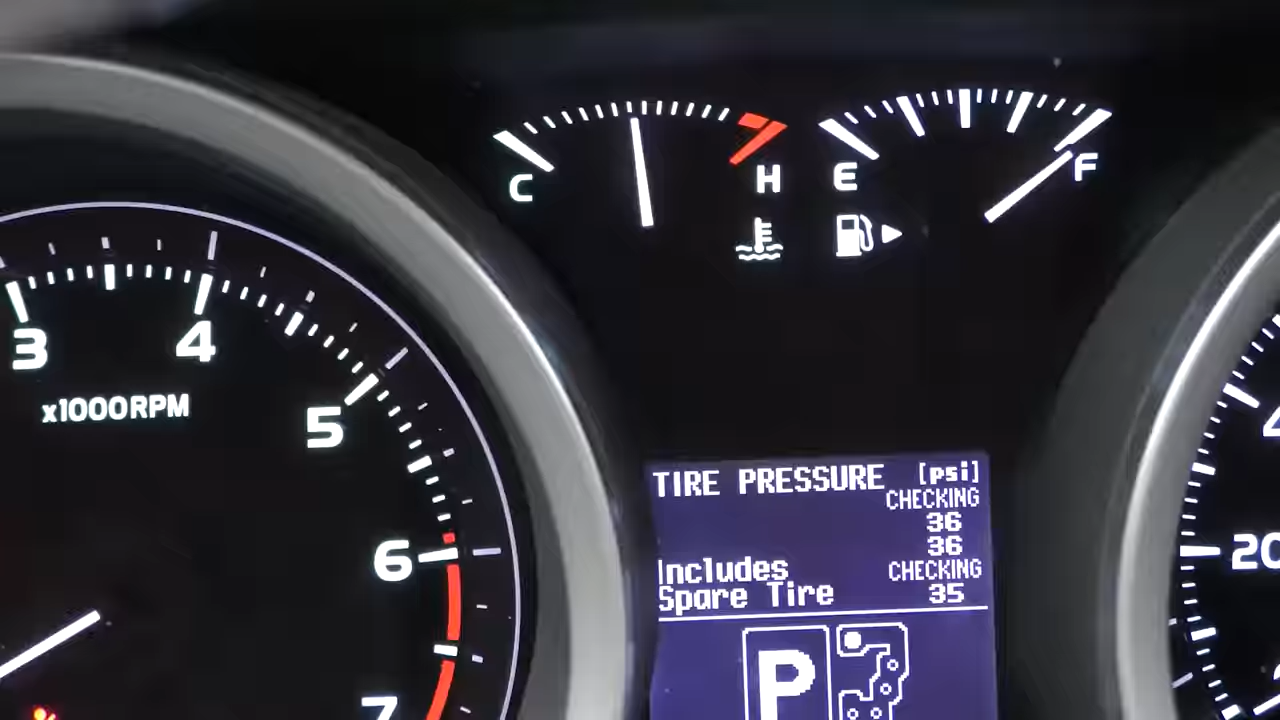 C H
E F
3 4 5 6 7
x1000RPM
20
TIRE PRESSURE [psi]
CHECKING
36
36
Includes CHECKING
Spare Tire 35
P